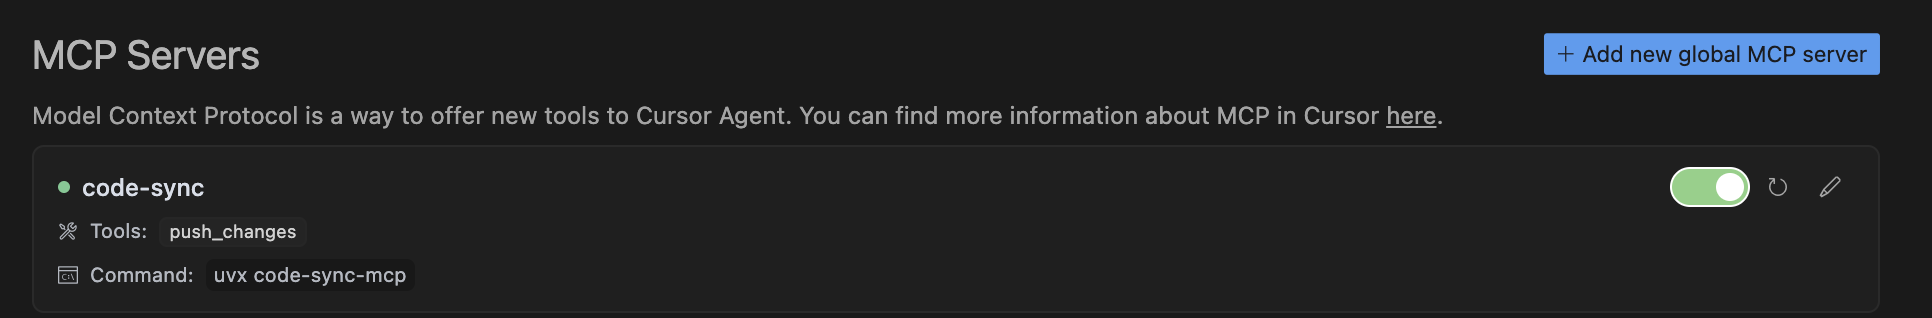 MCP Servers
+ Add new global MCP server
Model Context Protocol is a way to offer new tools to Cursor Agent. You can find more information about MCP in Cursor here.
code-sync
Tools: push_changes
Command: uvx code-sync-mcp